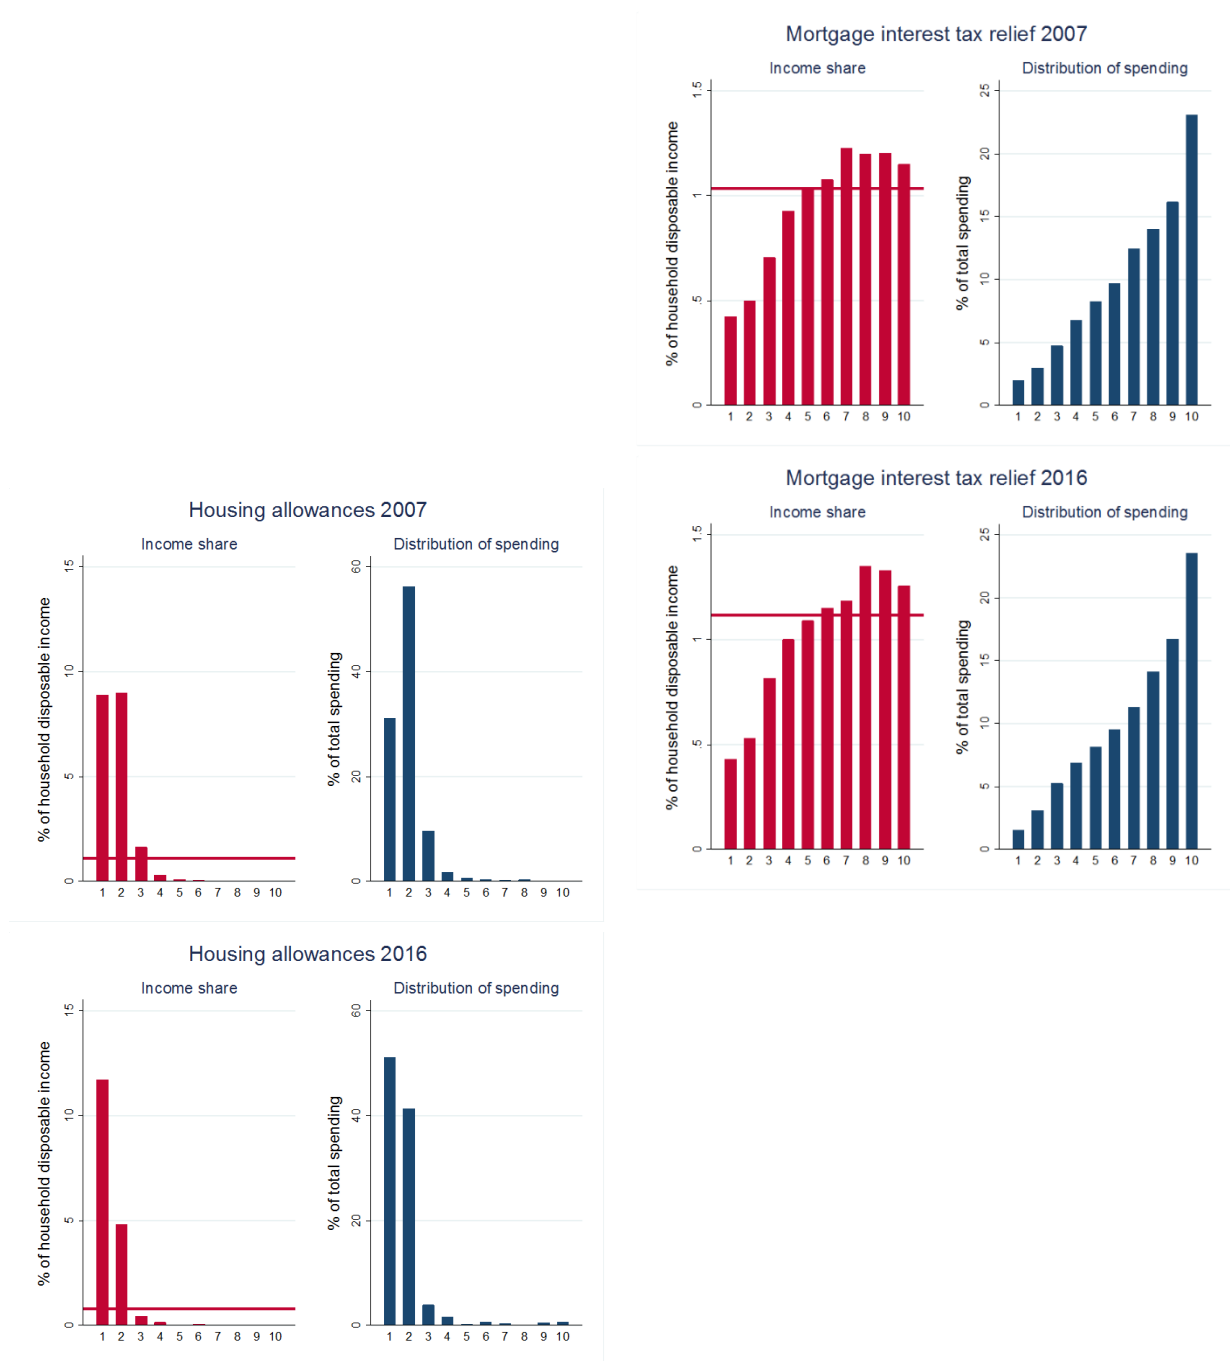 Mortgage interest tax relief 2007
Income share
Distribution of spending
% of household disposable income
0 .5 1 1.5
1 2 3 4 5 6 7 8 9 10
% of total spending
0 5 10 15 20 25
1 2 3 4 5 6 7 8 9 10
Mortgage interest tax relief 2016
Income share
Distribution of spending
% of household disposable income
0 .5 1 1.5
1 2 3 4 5 6 7 8 9 10
% of total spending
0 5 10 15 20 25
1 2 3 4 5 6 7 8 9 10
Housing allowances 2007
Income share
Distribution of spending
% of household disposable income
0 5 10 15
1 2 3 4 5 6 7 8 9 10
% of total spending
0 20 40 60
1 2 3 4 5 6 7 8 9 10
Housing allowances 2016
Income share
Distribution of spending
% of household disposable income
0 5 10 15
1 2 3 4 5 6 7 8 9 10
% of total spending
0 20 40 60
1 2 3 4 5 6 7 8 9 10